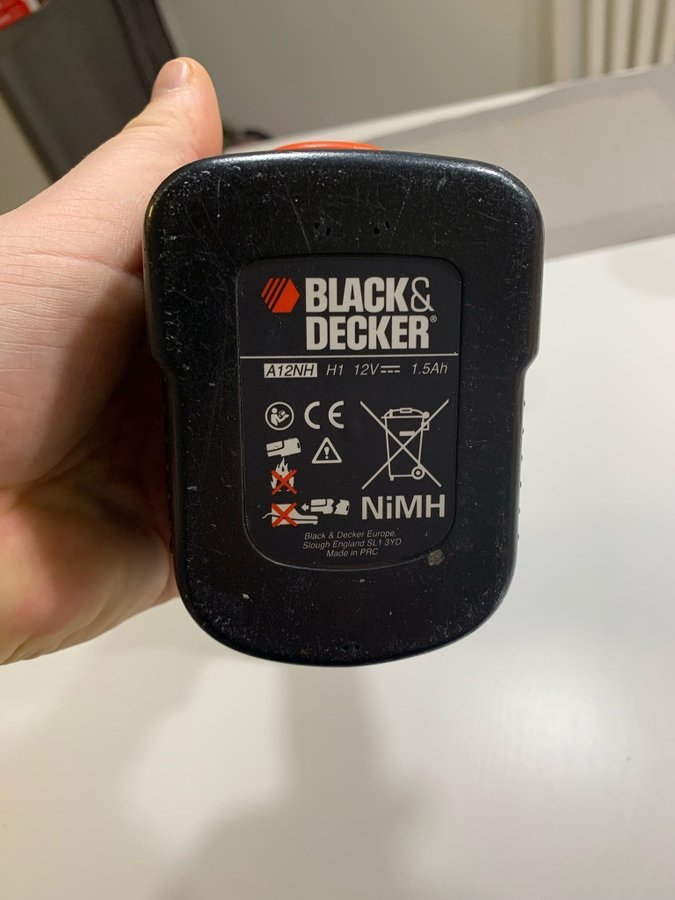 BLACK&
DECKER®
A12NH H1 12V⎓ 1.5Ah
CE
NiMH
Black & Decker Europe,
Slough England SL1 3YD
Made in PRC